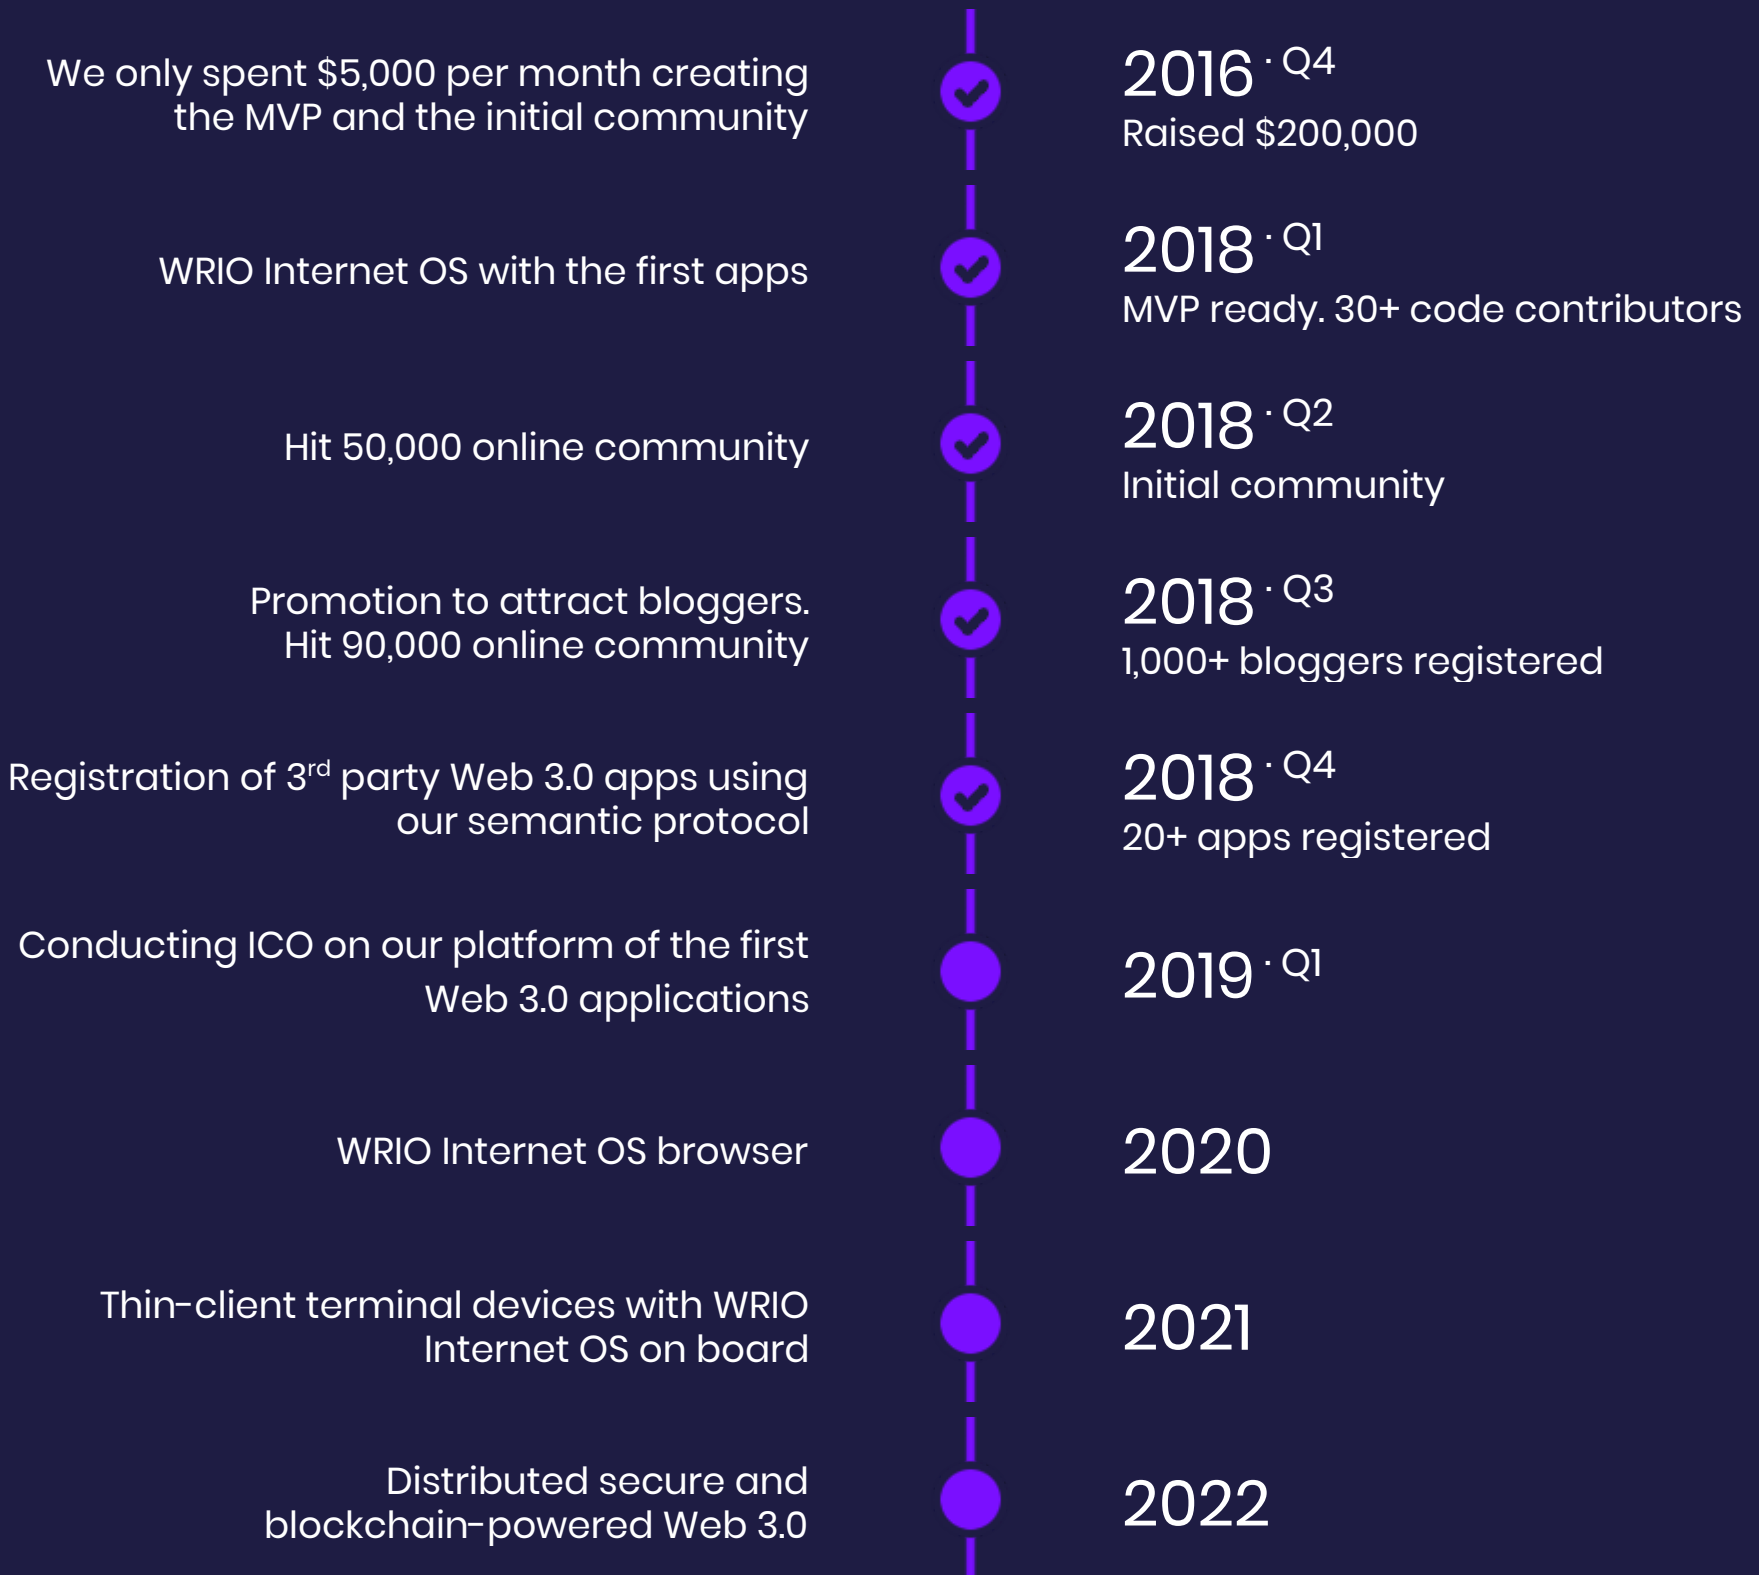 We only spent $5,000 per month creating
the MVP and the initial community
2016 · Q4
Raised $200,000
WRIO Internet OS with the first apps
2018 · Q1
MVP ready. 30+ code contributors
Hit 50,000 online community
2018 · Q2
Initial community
Promotion to attract bloggers.
Hit 90,000 online community
2018 · Q3
1,000+ bloggers registered
Registration of 3rd party Web 3.0 apps using
our semantic protocol
2018 · Q4
20+ apps registered
Conducting ICO on our platform of the first
Web 3.0 applications
2019 · Q1
WRIO Internet OS browser
2020
Thin-client terminal devices with WRIO
Internet OS on board
2021
Distributed secure and
blockchain-powered Web 3.0
2022